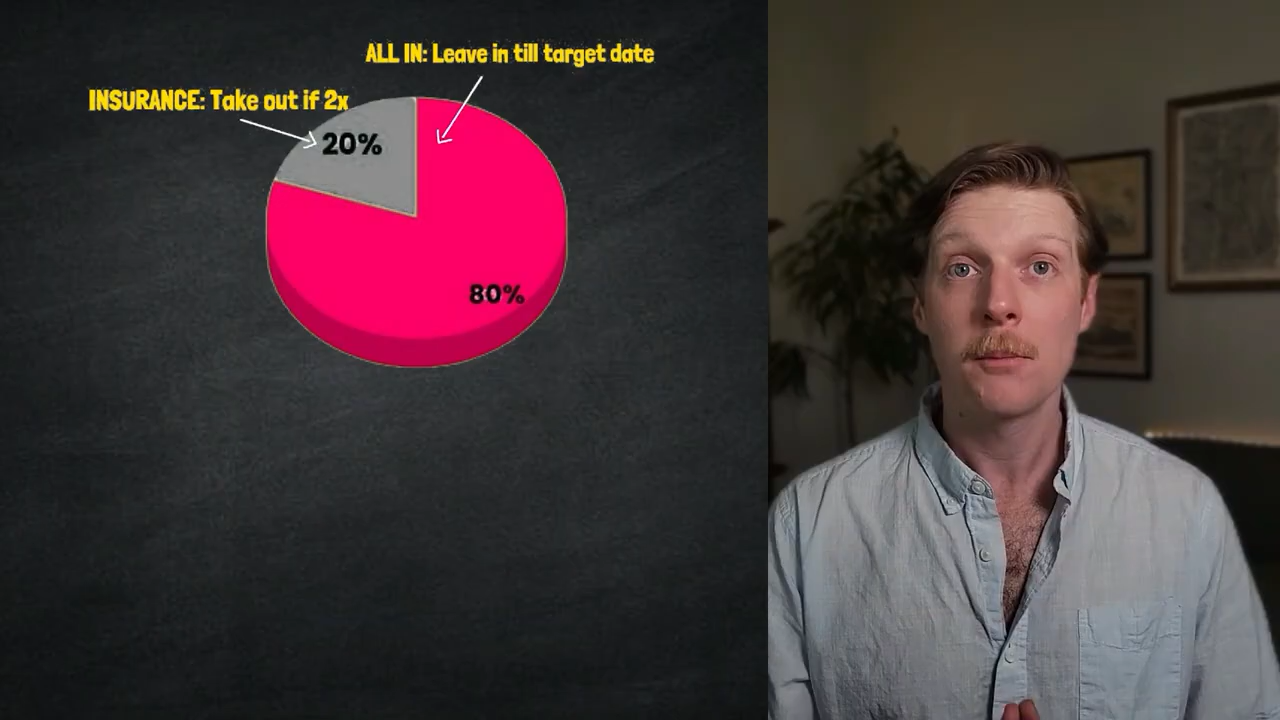 ALL IN: Leave in till target date
INSURANCE: Take out if 2x
20%
80%